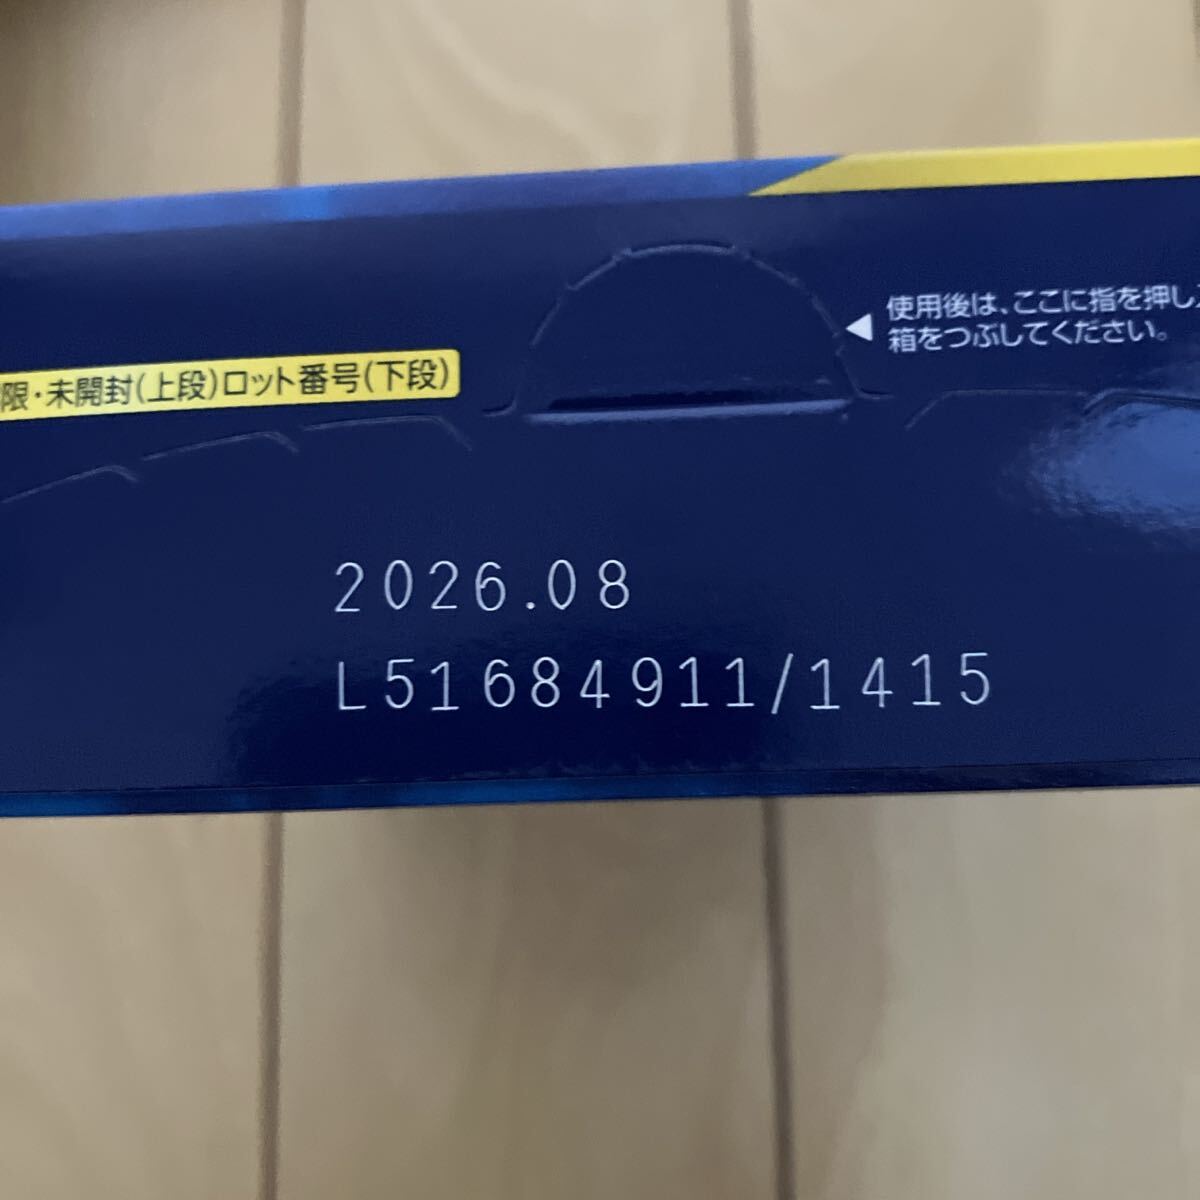 使用後は、ここに指を押し
箱をつぶしてください。
限・未開封(上段)ロット番号(下段)
2026.08
L51684911/1415